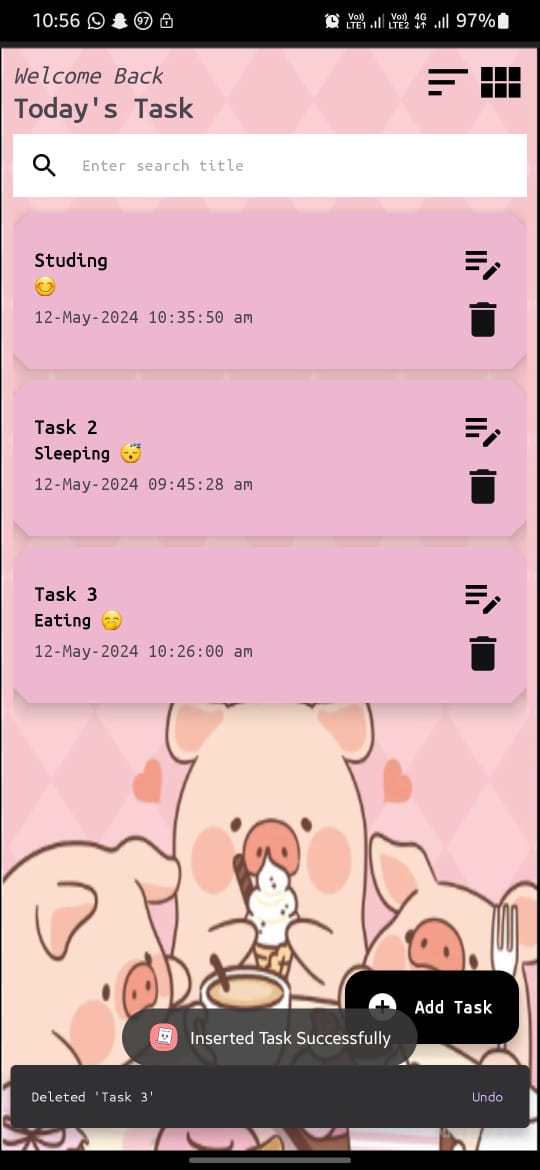 10:56 97 Vo)) LTE1 Vo)) LTE2 4G 97%
Welcome Back
Today's Task
Enter search title
Studing
😊
12-May-2024 10:35:50 am
Task 2
Sleeping 😴
12-May-2024 09:45:28 am
Task 3
Eating 🤭
12-May-2024 10:26:00 am
Add Task
Inserted Task Successfully
Deleted 'Task 3' Undo